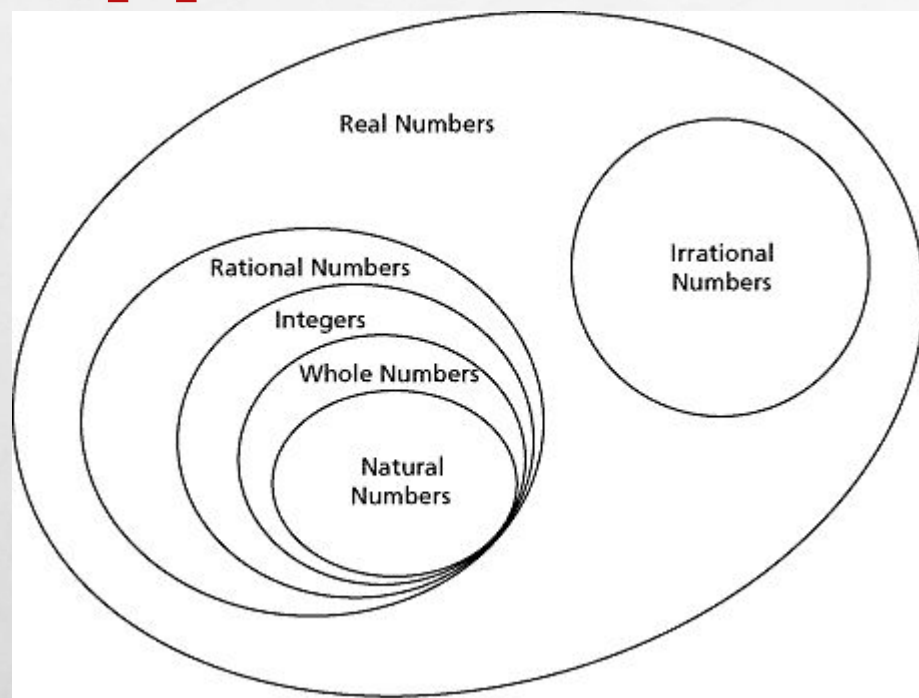 Real Numbers
Irrational
Numbers
Rational Numbers
Integers
Whole Numbers
Natural
Numbers